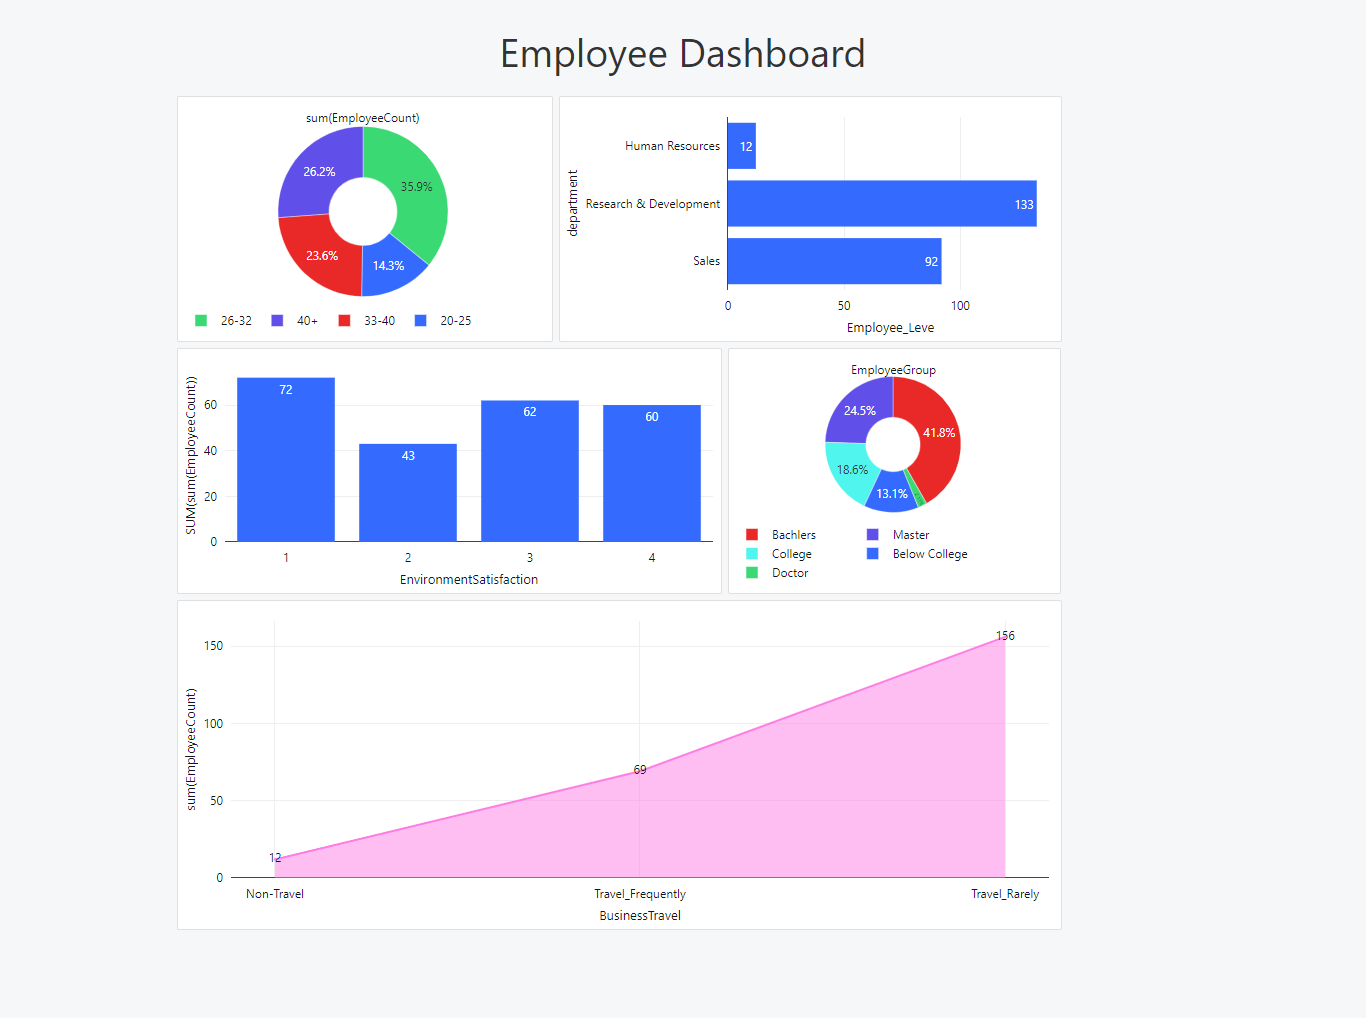 Employee Dashboard
sum(EmployeeCount)
26.2%
35.9%
23.6%
14.3%
26-32
40+
33-40
20-25
department
Human Resources
12
Research & Development
133
Sales
92
0
50
100
Employee_Leve
SUM(sum(EmployeeCount))
60
40
20
0
72
43
62
60
1
2
3
4
EnvironmentSatisfaction
EmployeeGroup
24.5%
41.8%
18.6%
13.1%
Bachlers
Master
College
Below College
Doctor
sum(EmployeeCount)
150
100
50
0
12
69
156
Non-Travel
Travel_Frequently
Travel_Rarely
BusinessTravel